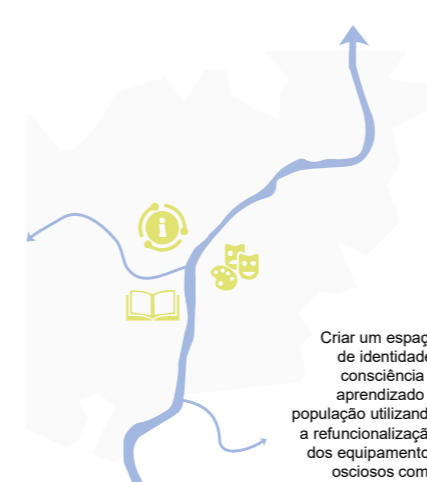 Criar um espaç
de identidade
consciência
aprendizado
população utilizand
a refuncionalizaçã
dos equipamento
osciosos com